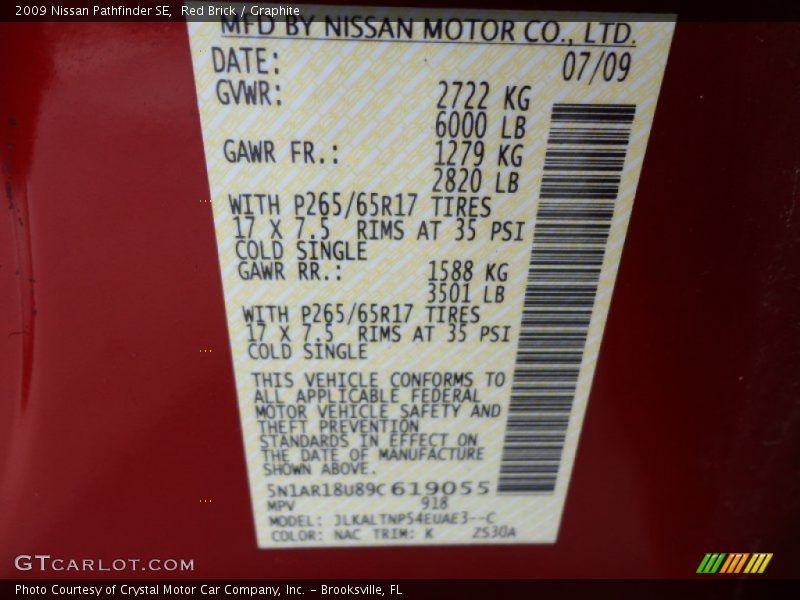 2009 Nissan Pathfinder SE, Red Brick / Graphite
MFD BY NISSAN MOTOR CO., LTD.
DATE: 07/09
GVWR: 2722 KG
6000 LB
GAWR FR.: 1279 KG
2820 LB
WITH P265/65R17 TIRES
17 X 7.5 RIMS AT 35 PSI
COLD SINGLE
GAWR RR.: 1588 KG
3501 LB
WITH P265/65R17 TIRES
17 X 7.5 RIMS AT 35 PSI
COLD SINGLE
THIS VEHICLE CONFORMS TO
ALL APPLICABLE FEDERAL
MOTOR VEHICLE SAFETY AND
THEFT PREVENTION
STANDARDS IN EFFECT ON
THE DATE OF MANUFACTURE
SHOWN ABOVE.
5N1AR18U89C619055
MPV 918
MODEL: JLKALTNP54EUAE3--C
COLOR: NAC TRIM: K ZS30A
GTCARLOT.COM
Photo Courtesy of Crystal Motor Car Company, Inc. – Brooksville, FL